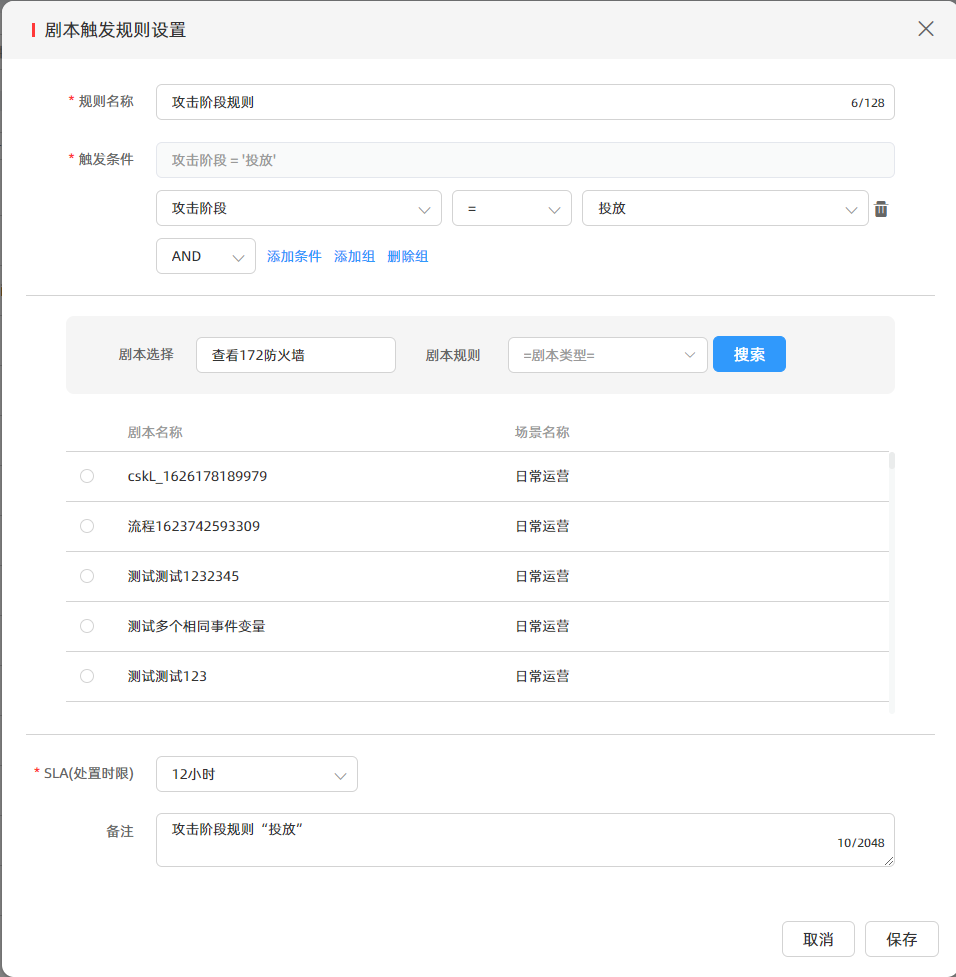 剧本触发规则设置
* 规则名称 攻击阶段规则 6/128
* 触发条件 攻击阶段 = '投放'
攻击阶段 = 投放
AND 添加条件 添加组 删除组
剧本选择 查看172防火墙 剧本规则 =剧本类型= 搜索
剧本名称 场景名称
cskL_1626178189979 日常运营
流程1623742593309 日常运营
测试测试1232345 日常运营
测试多个相同事件变量 日常运营
测试测试123 日常运营
* SLA(处置时限) 12小时
备注 攻击阶段规则“投放” 10/2048
取消 保存